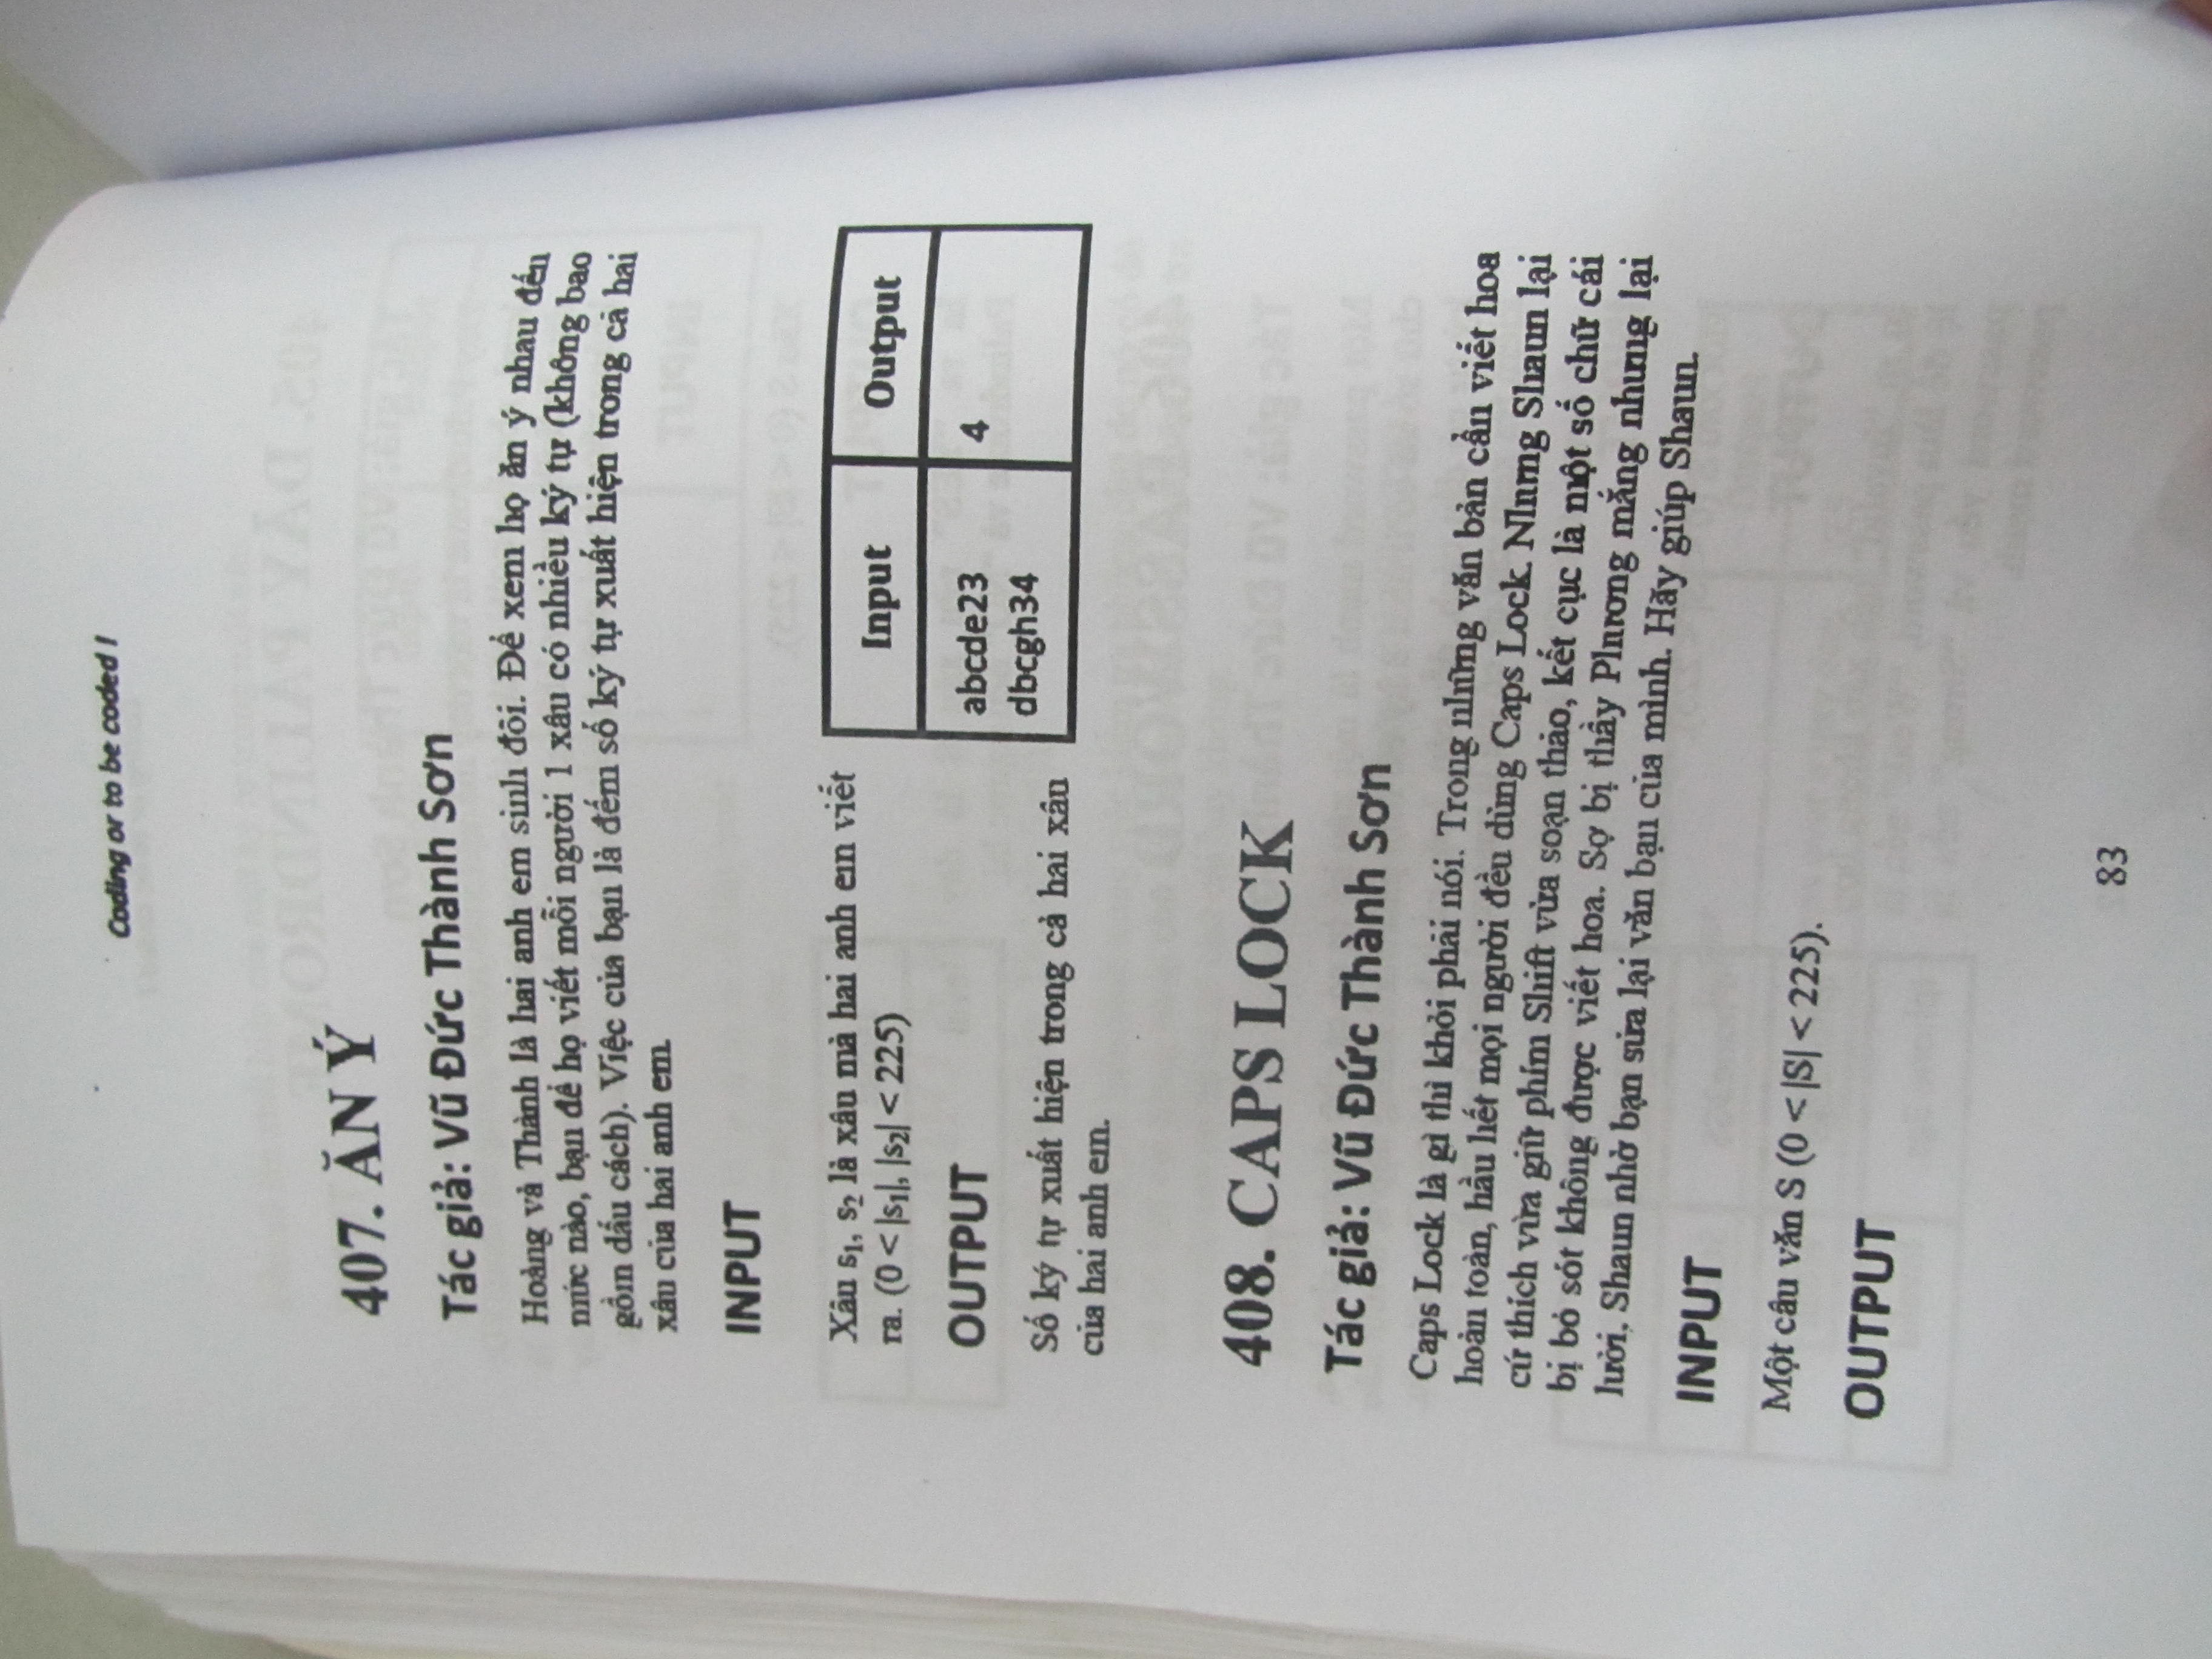 Coding or to be coded !
407. ĂN Ý
Tác giả: Vũ Đức Thành Sơn
Hoàng và Thành là hai anh em sinh đôi. Để xem họ ăn ý nhau đến
mức nào, bạn để họ viết mỗi người 1 xâu có nhiều ký tự (không bao
gồm dấu cách). Việc của bạn là đếm số ký tự xuất hiện trong cả hai
xâu của hai anh em.
INPUT
Xâu s₁, s₂ là xâu mà hai anh em viết
ra. (0 < |s₁|, |s₂| < 225)
OUTPUT
Số ký tự xuất hiện trong cả hai xâu
của hai anh em.
Input Output
abcde23 4
dbcgh34
408. CAPS LOCK
Tác giả: Vũ Đức Thành Sơn
Caps Lock là gì thì khỏi phải nói. Trong những văn bản cần viết hoa
hoàn toàn, hầu hết mọi người đều dùng Caps Lock. Nhưng Shaun lại
cứ thích vừa giữ phím Shift vừa soạn thảo, kết cục là một số chữ cái
bị bỏ sót không được viết hoa. Sợ bị thầy Phương mắng nhưng lại
lười, Shaun nhờ bạn sửa lại văn bạn của mình. Hãy giúp Shaun.
INPUT
Một câu văn S (0 < |S| < 225).
OUTPUT
83